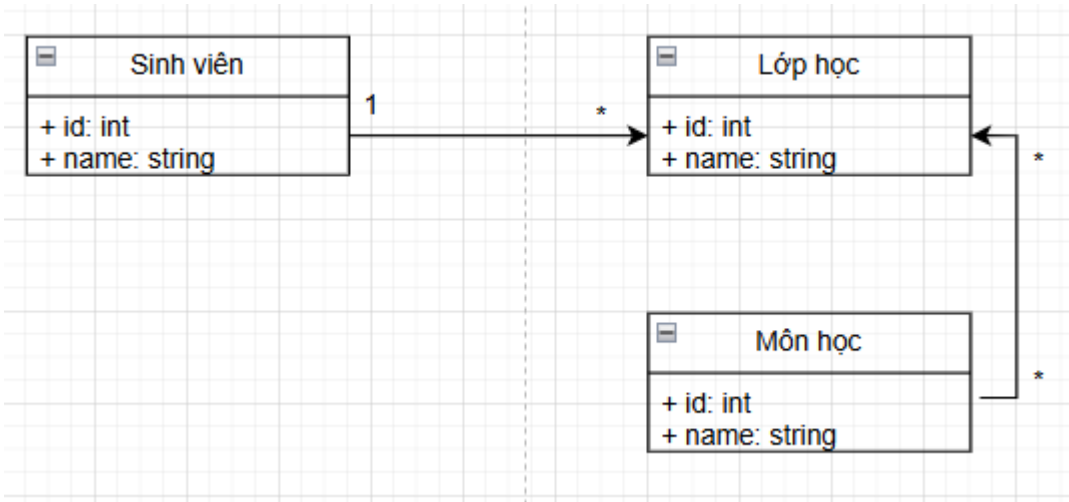 Sinh viên
+ id: int
+ name: string
1
*
Lớp học
+ id: int
+ name: string
*
Môn học
+ id: int
+ name: string
*